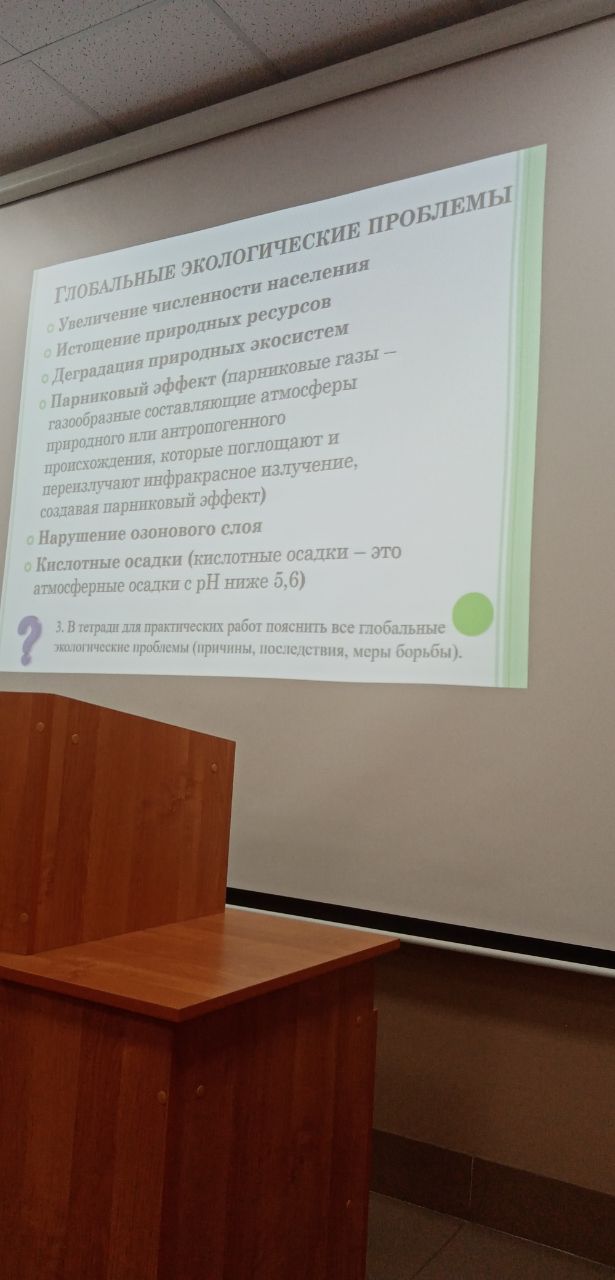 ГЛОБАЛЬНЫЕ ЭКОЛОГИЧЕСКИЕ ПРОБЛЕМЫ
Увеличение численности населения
Истощение природных ресурсов
Деградация природных экосистем
Парниковый эффект (парниковые газы –
газообразные составляющие атмосферы
природного или антропогенного
происхождения, которые поглощают и
переизлучают инфракрасное излучение,
создавая парниковый эффект)
Нарушение озонового слоя
Кислотные осадки (кислотные осадки – это
атмосферные осадки с pH ниже 5,6)
? 3. В тетради для практических работ пояснить все глобальные
экологические проблемы (причины, последствия, меры борьбы).